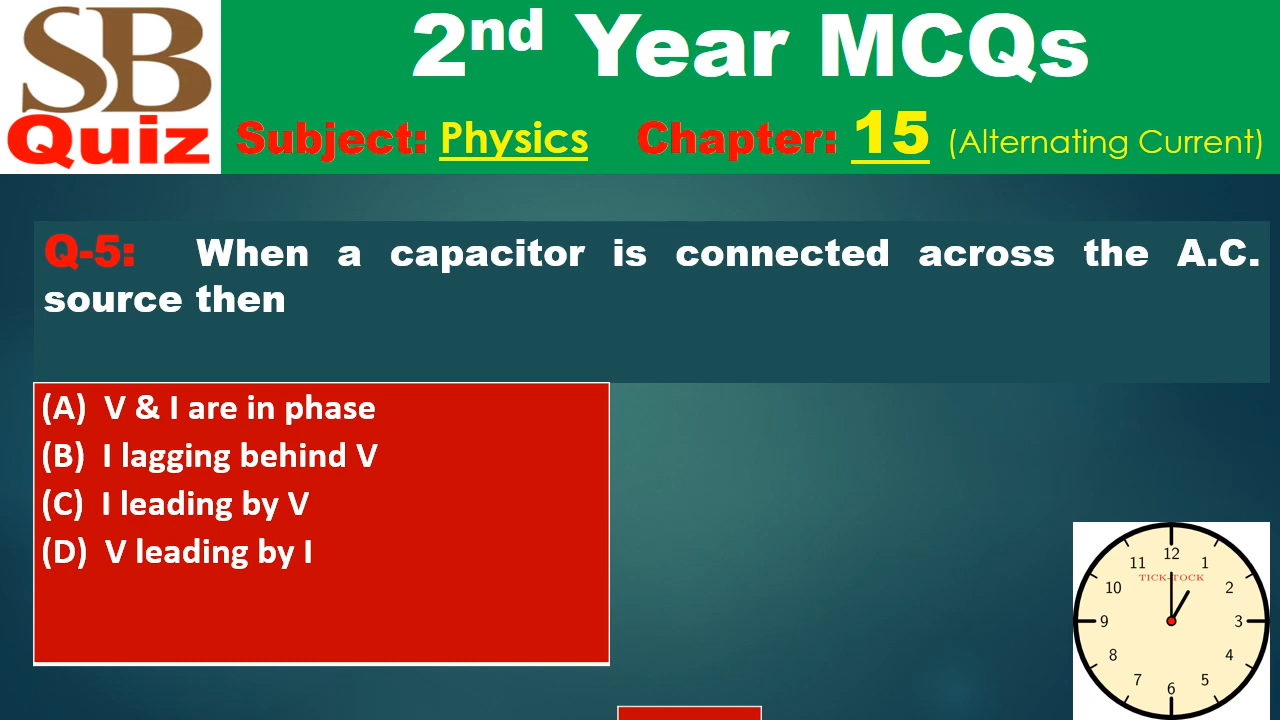 SB
Quiz
2nd Year MCQs
Subject: Physics Chapter: 15 (Alternating Current)
Q-5: When a capacitor is connected across the A.C.
source then
(A) V & I are in phase
(B) I lagging behind V
(C) I leading by V
(D) V leading by I
12
11 1
TICK-TOCK
10 2
9 3
8 4
7 5
6